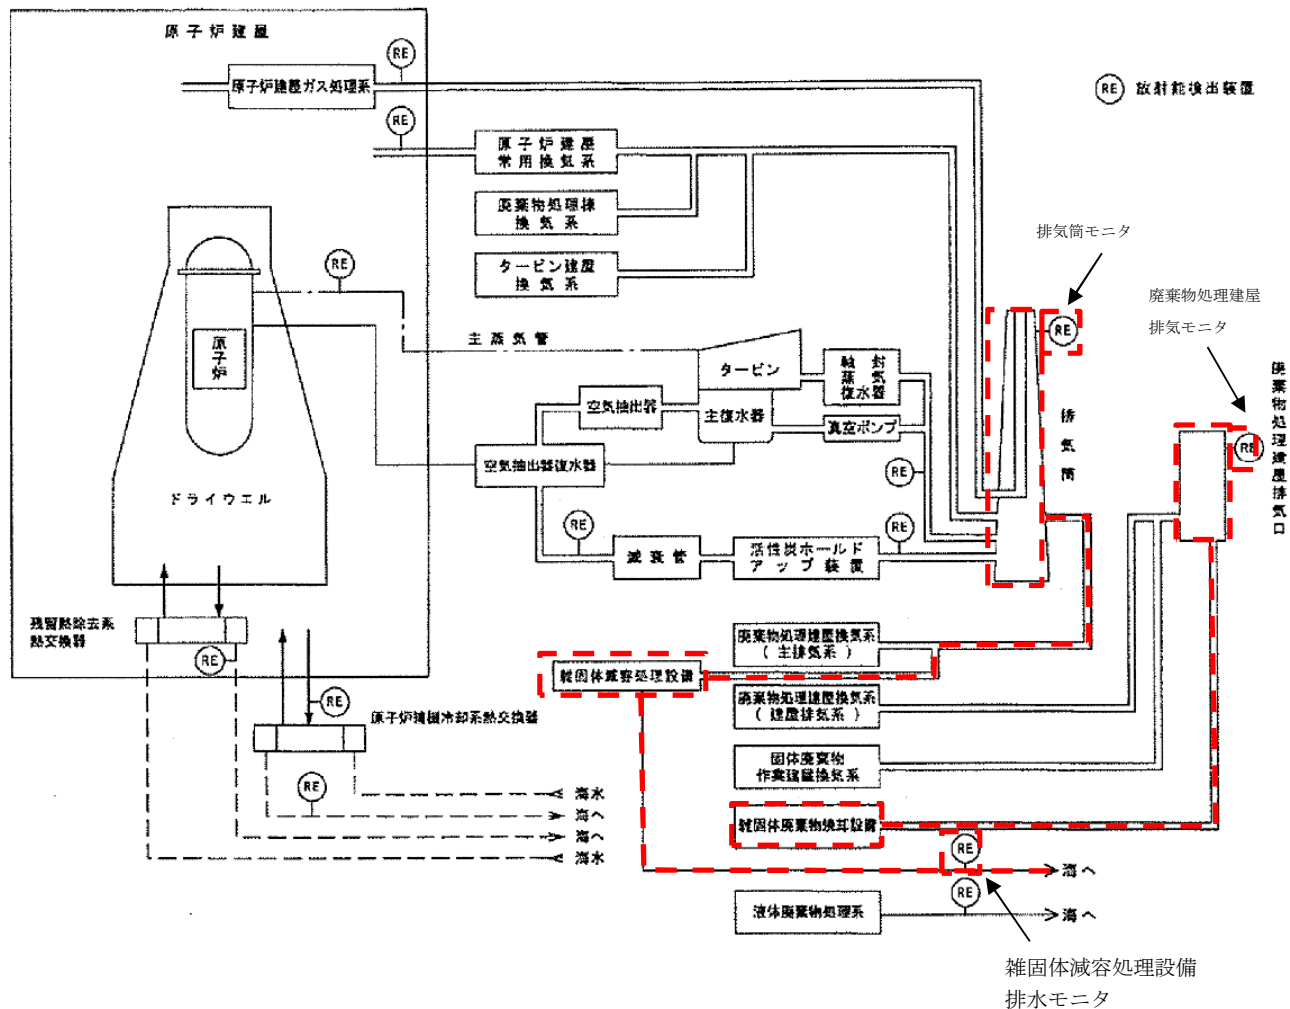 原子炉建屋
RE
原子炉建屋ガス処理系
RE
RE 放射能検出装置
原子炉建屋
常用換気系
廃棄物処理棟
換気系
タービン建屋
換気系
RE
排気筒モニタ
RE
廃棄物処理建屋
排気モニタ
原子炉
主蒸気管
タービン
軸封
蒸気
復水器
空気抽出器
主復水器
真空ポンプ
空気抽出器復水器
排気筒
RE
廃棄物処理建屋排気口
ドライウエル
RE
RE
RE
減衰管
活性炭ホールド
アップ装置
残留熱除去系
熱交換器
RE
廃棄物処理建屋換気系
(主排気系)
雑固体減容処理設備
RE
原子炉補機冷却系熱交換器
廃棄物処理建屋換気系
(建屋排気系)
固体廃棄物
作業建屋換気系
RE
海水
海へ
海へ
海水
雑固体廃棄物焼却設備
RE
海へ
RE
液体廃棄物処理系
海へ
雑固体減容処理設備
排水モニタ